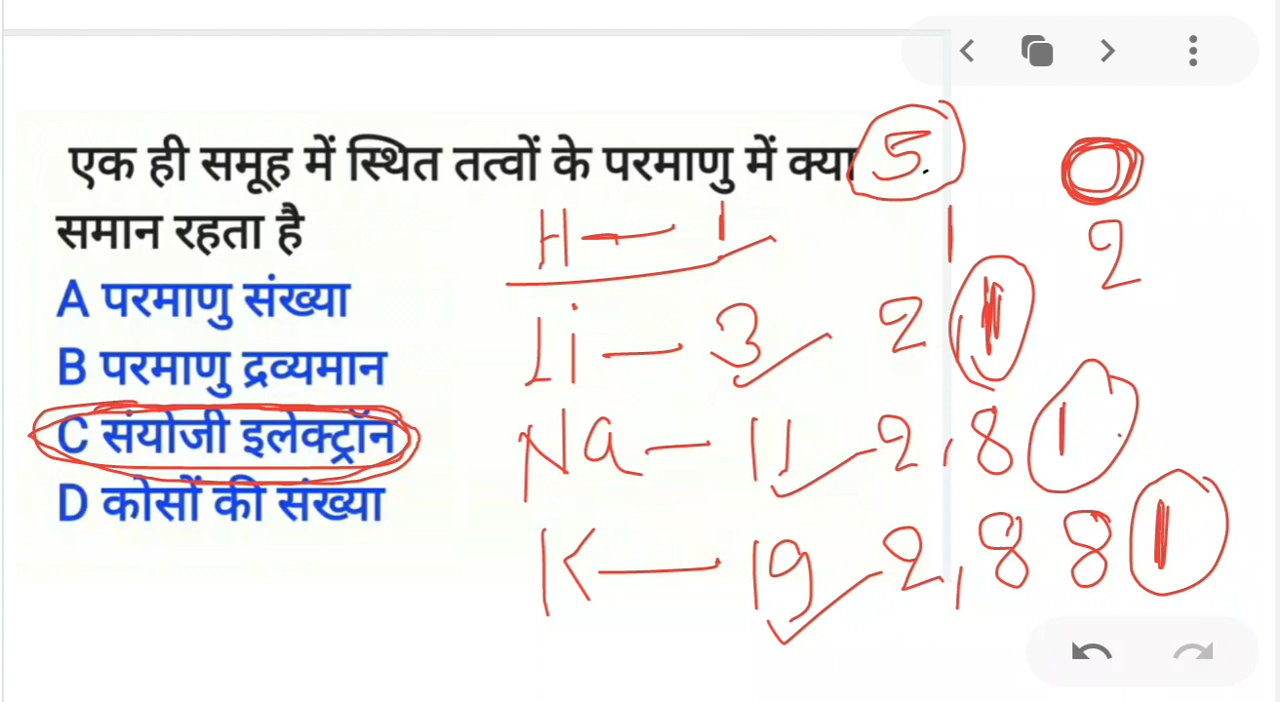 एक ही समूह में स्थित तत्वों के परमाणु में क्या 5.
समान रहता है
A परमाणु संख्या
B परमाणु द्रव्यमान
C संयोजी इलेक्ट्रॉन
D कोसों की संख्या
H — 1 1 2
Li — 3 2 1
Na — 11 2,8 1
K — 19 2,8 8 1